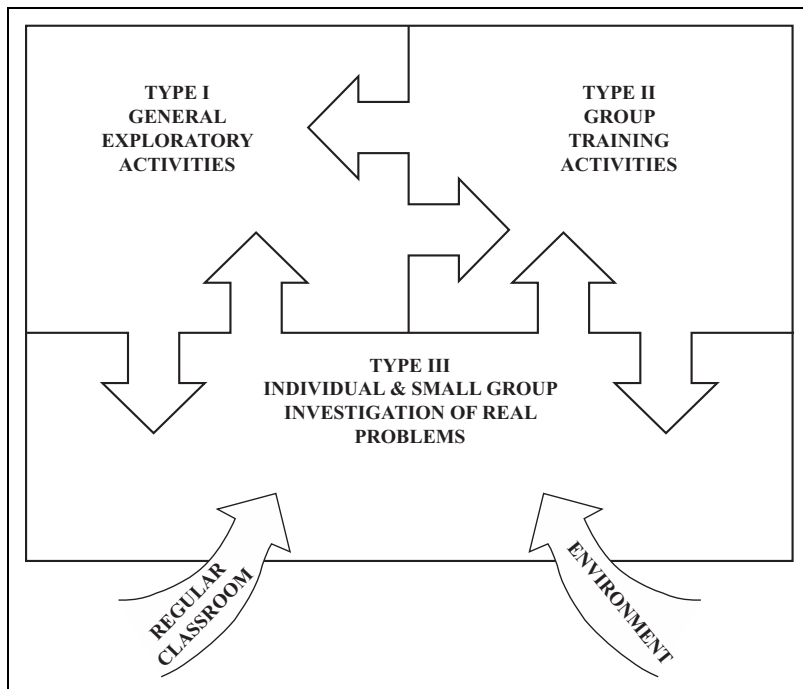 TYPE I
GENERAL
EXPLORATORY
ACTIVITIES
TYPE II
GROUP
TRAINING
ACTIVITIES
TYPE III
INDIVIDUAL & SMALL GROUP
INVESTIGATION OF REAL
PROBLEMS
REGULAR
CLASSROOM
ENVIRONMENT